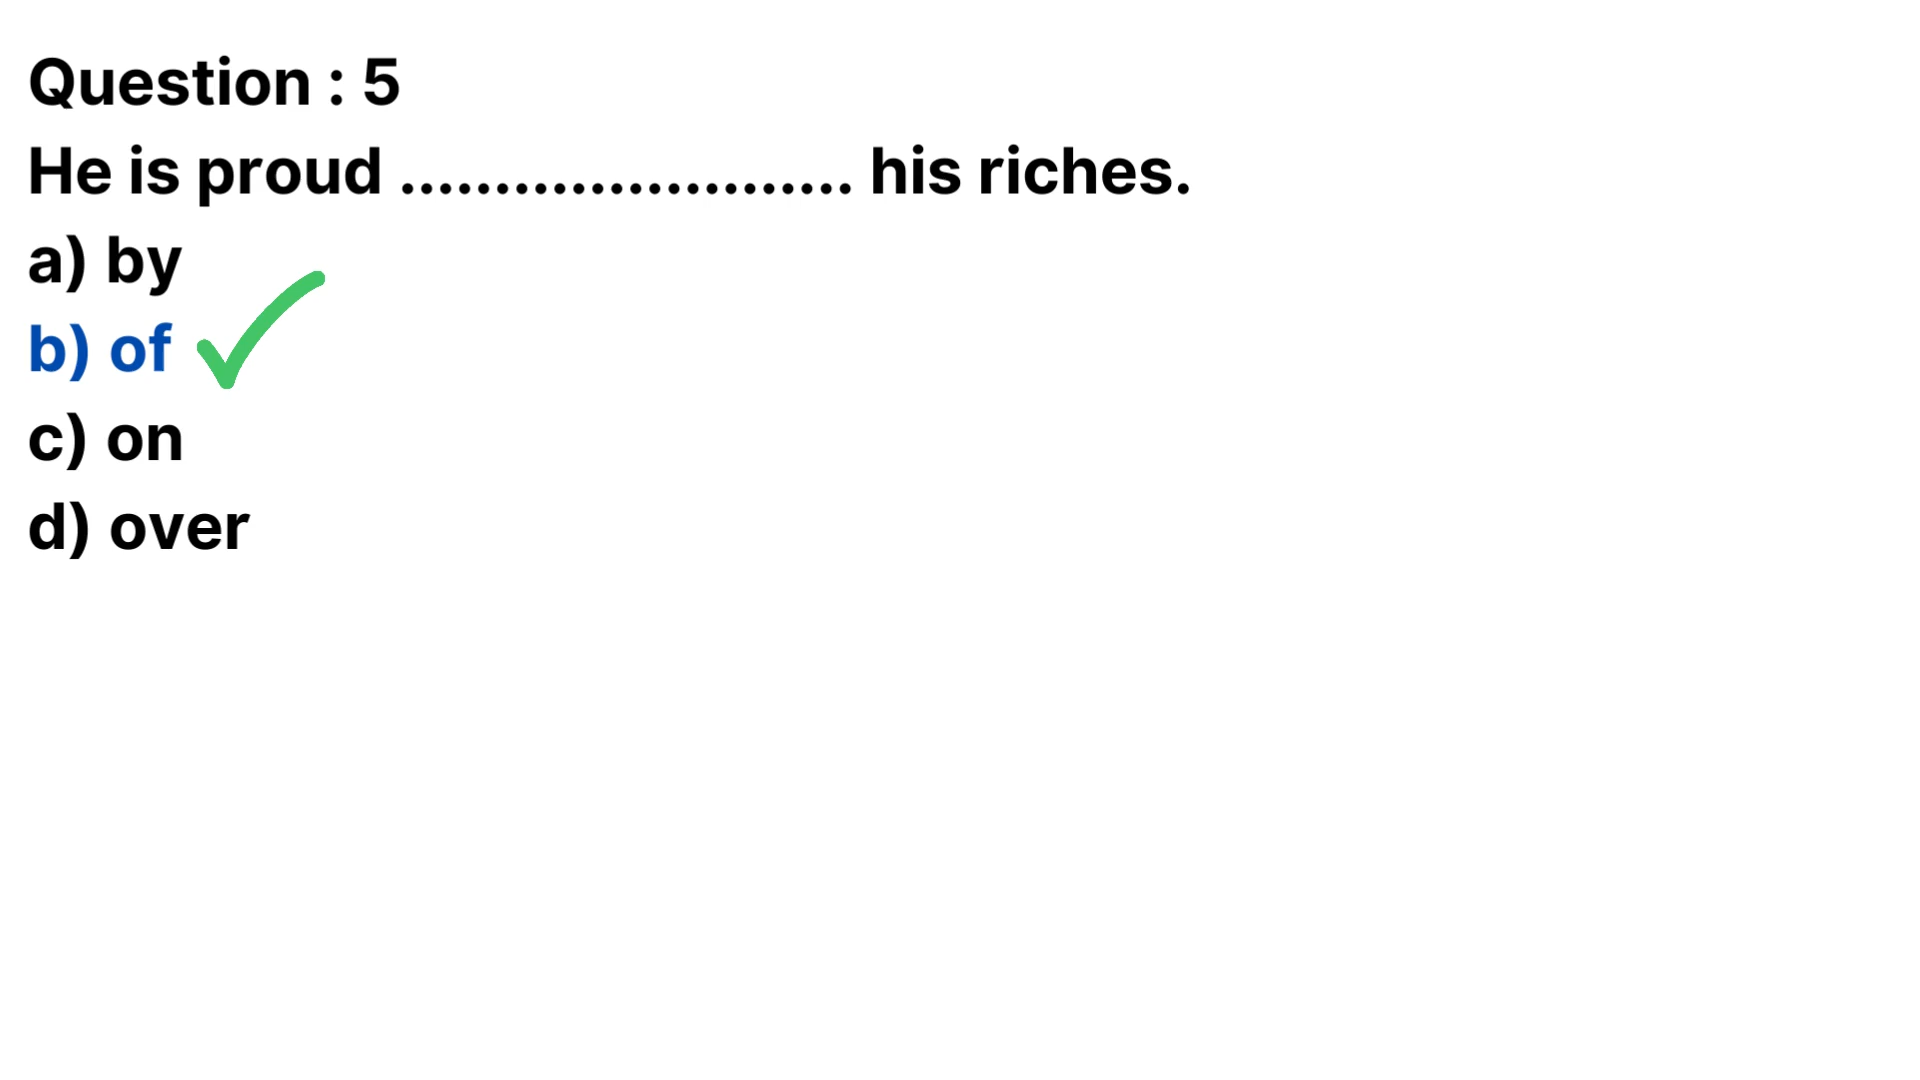 Question : 5
He is proud ........................ his riches.
a) by
b) of
c) on
d) over